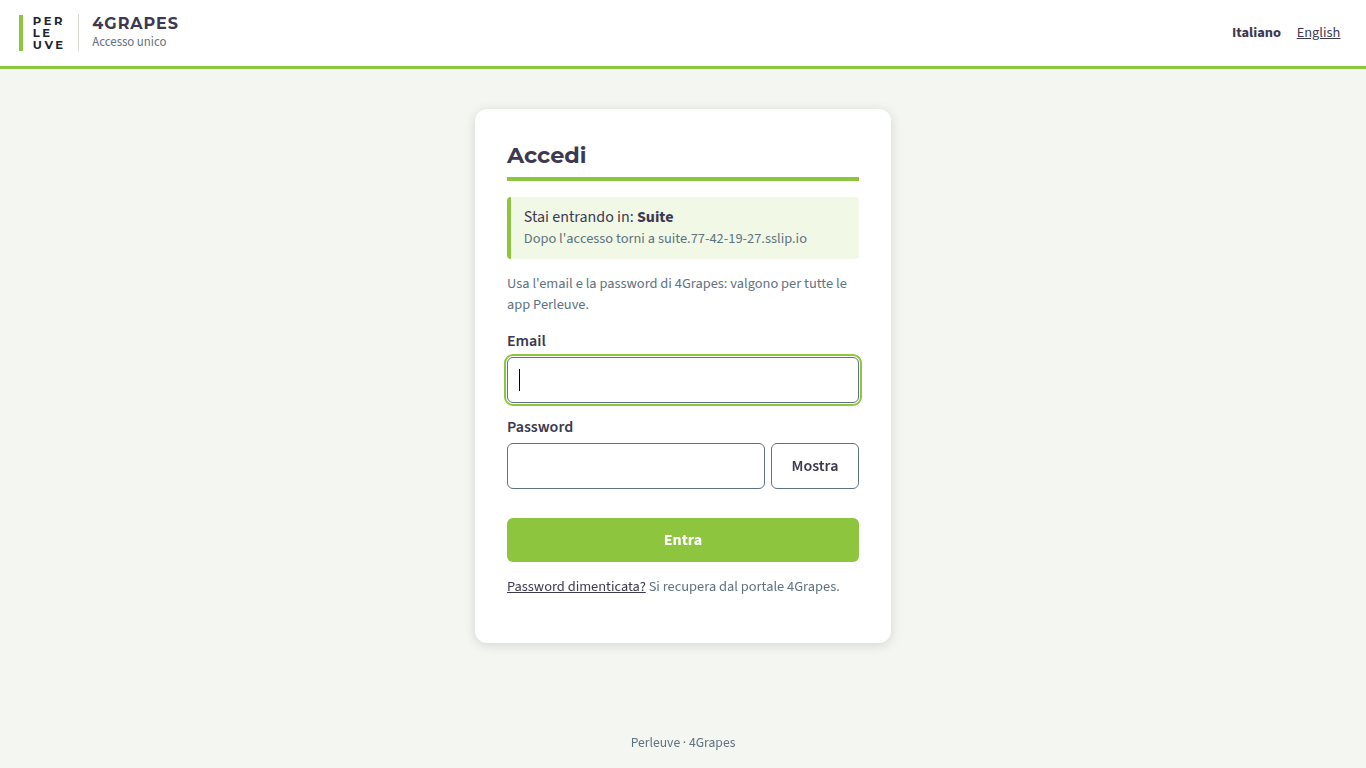 PER
LE
UVE
4GRAPES
Accesso unico
Italiano English
Accedi
Stai entrando in: Suite
Dopo l'accesso torni a suite.77-42-19-27.sslip.io
Usa l'email e la password di 4Grapes: valgono per tutte le
app Perleuve.
Email
Password
Mostra
Entra
Password dimenticata? Si recupera dal portale 4Grapes.
Perleuve · 4Grapes